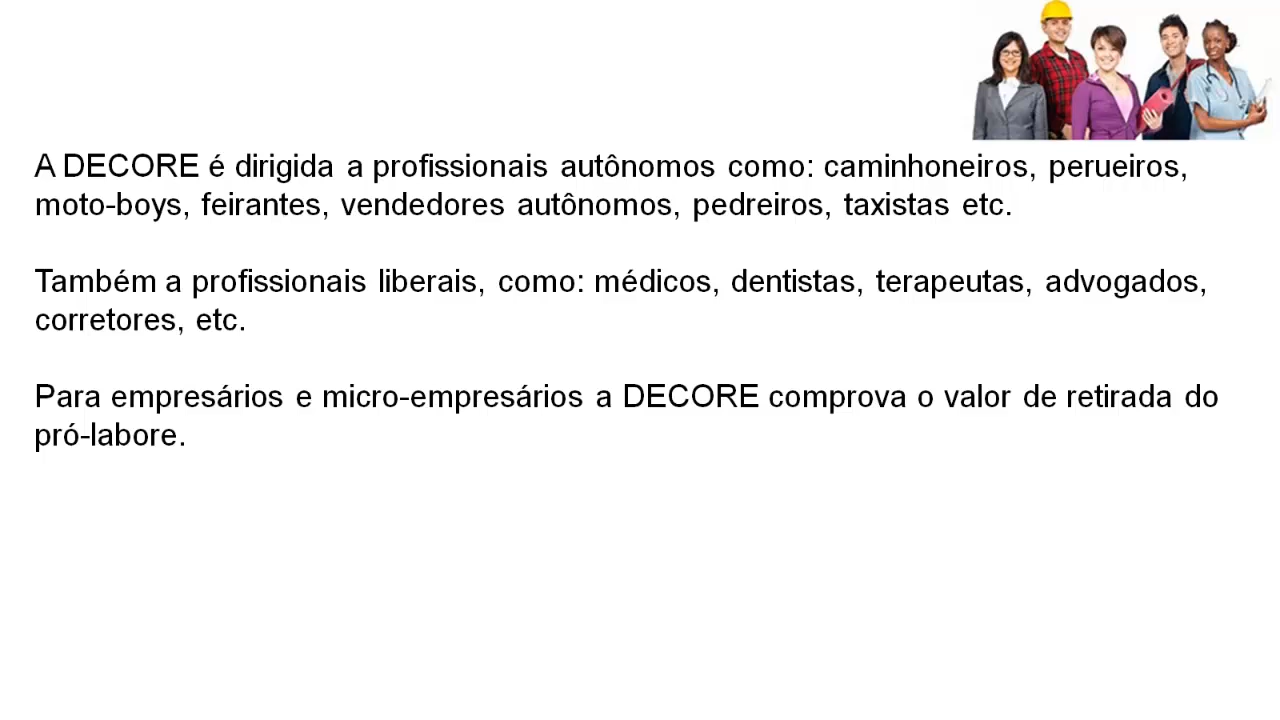 A DECORE é dirigida a profissionais autônomos como: caminhoneiros, perueiros,
moto-boys, feirantes, vendedores autônomos, pedreiros, taxistas etc.
Também a profissionais liberais, como: médicos, dentistas, terapeutas, advogados,
corretores, etc.
Para empresários e micro-empresários a DECORE comprova o valor de retirada do
pró-labore.